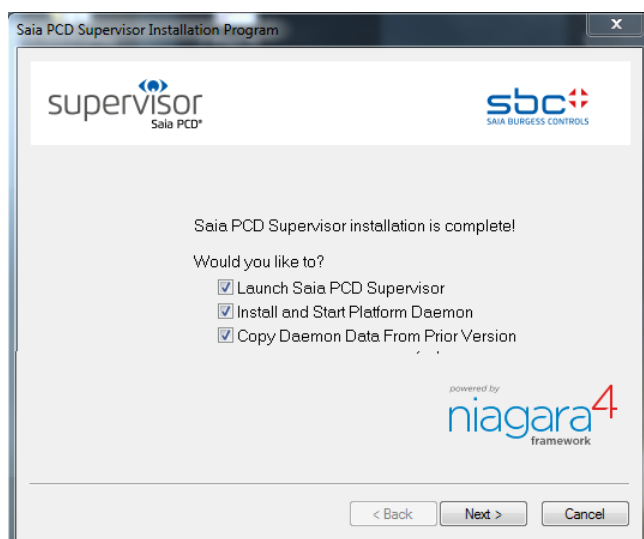 Saia PCD Supervisor Installation Program
x
supervisor
Saia PCD®
sbc
SAIA BURGESS CONTROLS
Saia PCD Supervisor installation is complete!
Would you like to?
Launch Saia PCD Supervisor
Install and Start Platform Daemon
Copy Daemon Data From Prior Version
powered by
niagara4
framework
< Back Next > Cancel